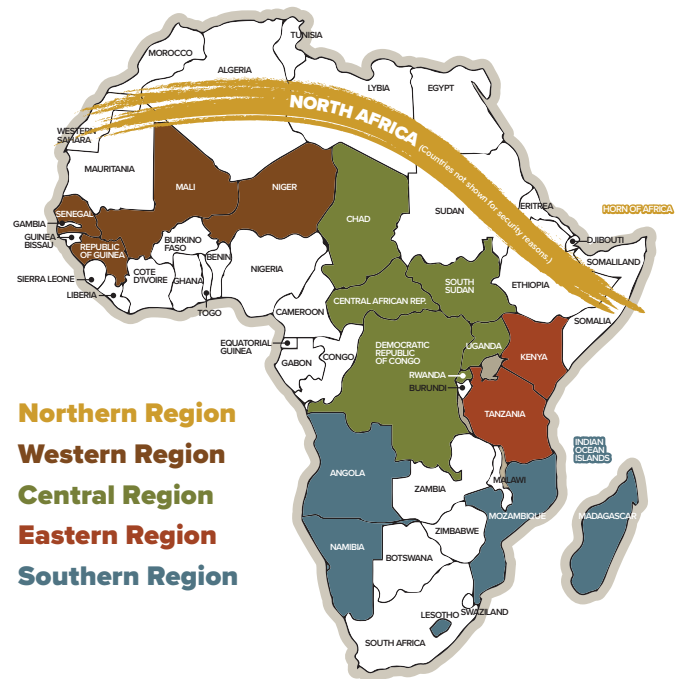 TUNISIA
MOROCCO
ALGERIA
LYBIA
EGYPT
NORTH AFRICA (Countries not shown for security reasons.)
WESTERN
SAHARA
MAURITANIA
MALI
NIGER
CHAD
SUDAN
ERITREA
HORN OF AFRICA
SENEGAL
GAMBIA
GUINEA
BISSAU
REPUBLIC
OF GUINEA
BURKINO
FASO
BENIN
NIGERIA
DJIBOUTI
SOMALILAND
SIERRA LEONE
LIBERIA
COTE
D'IVOIRE
GHANA
TOGO
CAMEROON
CENTRAL AFRICAN REP.
SOUTH
SUDAN
ETHIOPIA
SOMALIA
EQUATORIAL
GUINEA
GABON
CONGO
DEMOCRATIC
REPUBLIC
OF CONGO
UGANDA
KENYA
RWANDA
BURUNDI
TANZANIA
Northern Region
Western Region
Central Region
Eastern Region
Southern Region
INDIAN
OCEAN
ISLANDS
ANGOLA
ZAMBIA
MALAWI
MOZAMBIQUE
MADAGASCAR
NAMIBIA
ZIMBABWE
BOTSWANA
LESOTHO
SWAZILAND
SOUTH AFRICA